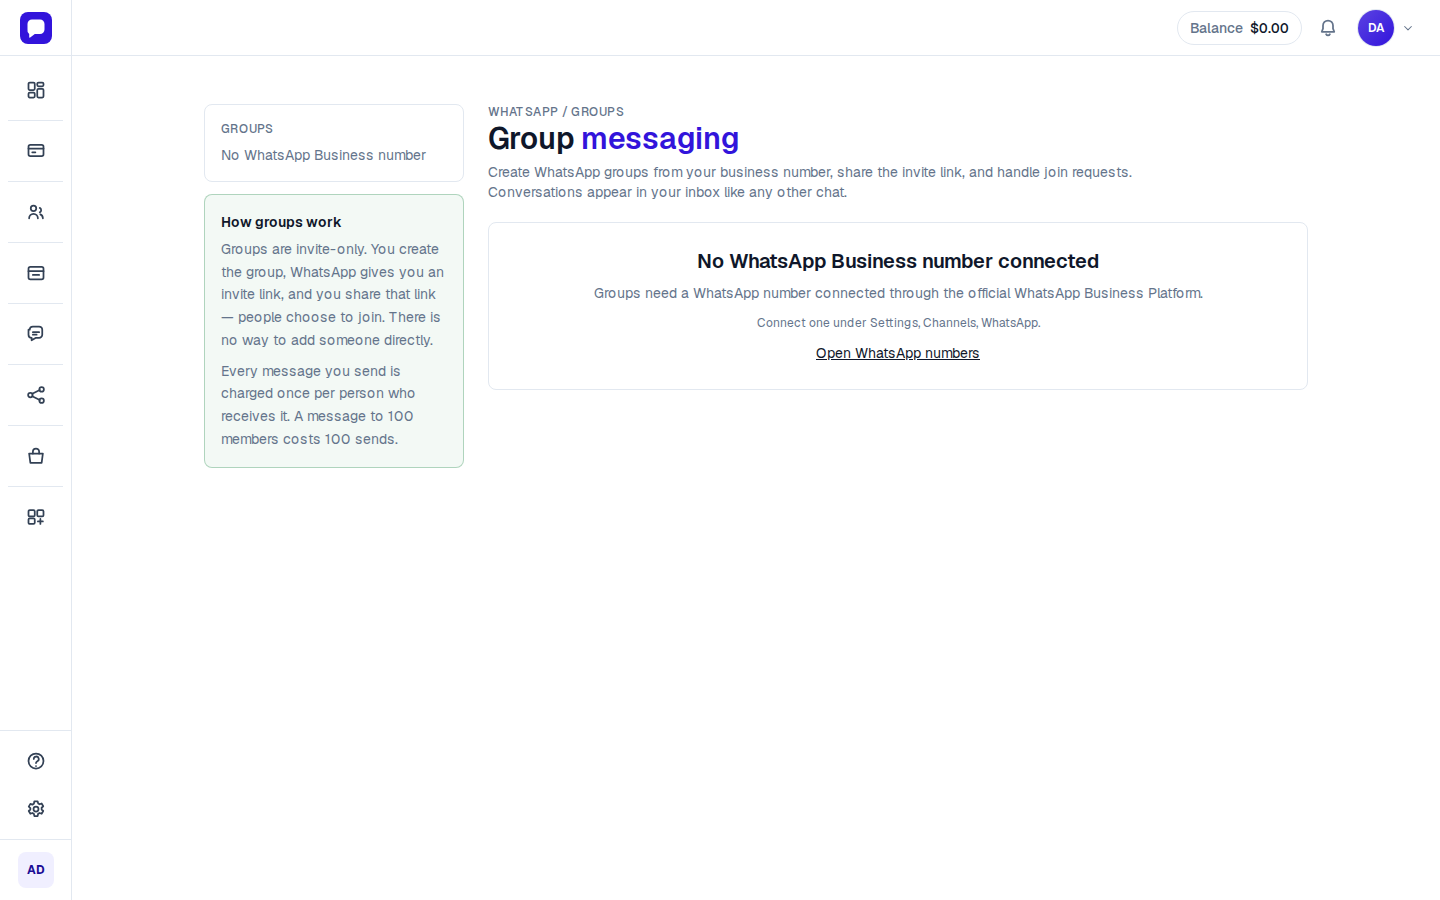 Balance $0.00
DA
GROUPS
No WhatsApp Business number
How groups work
Groups are invite-only. You create
the group, WhatsApp gives you an
invite link, and you share that link
— people choose to join. There is
no way to add someone directly.
Every message you send is
charged once per person who
receives it. A message to 100
members costs 100 sends.
WHATSAPP / GROUPS
Group messaging
Create WhatsApp groups from your business number, share the invite link, and handle join requests.
Conversations appear in your inbox like any other chat.
No WhatsApp Business number connected
Groups need a WhatsApp number connected through the official WhatsApp Business Platform.
Connect one under Settings, Channels, WhatsApp.
Open WhatsApp numbers
AD